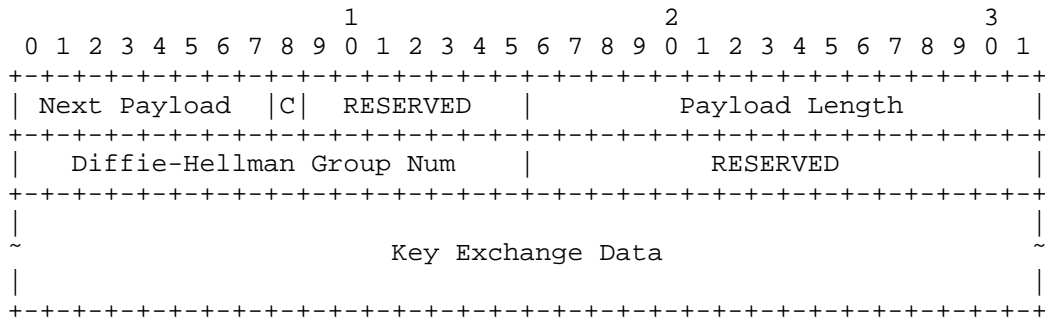 1                   2                   3
 0 1 2 3 4 5 6 7 8 9 0 1 2 3 4 5 6 7 8 9 0 1 2 3 4 5 6 7 8 9 0 1
+-+-+-+-+-+-+-+-+-+-+-+-+-+-+-+-+-+-+-+-+-+-+-+-+-+-+-+-+-+-+-+-+
| Next Payload  |C|  RESERVED   |         Payload Length        |
+-+-+-+-+-+-+-+-+-+-+-+-+-+-+-+-+-+-+-+-+-+-+-+-+-+-+-+-+-+-+-+-+
|   Diffie-Hellman Group Num    |           RESERVED            |
+-+-+-+-+-+-+-+-+-+-+-+-+-+-+-+-+-+-+-+-+-+-+-+-+-+-+-+-+-+-+-+-+
|                                                               |
~                       Key Exchange Data                       ~
|                                                               |
+-+-+-+-+-+-+-+-+-+-+-+-+-+-+-+-+-+-+-+-+-+-+-+-+-+-+-+-+-+-+-+-+